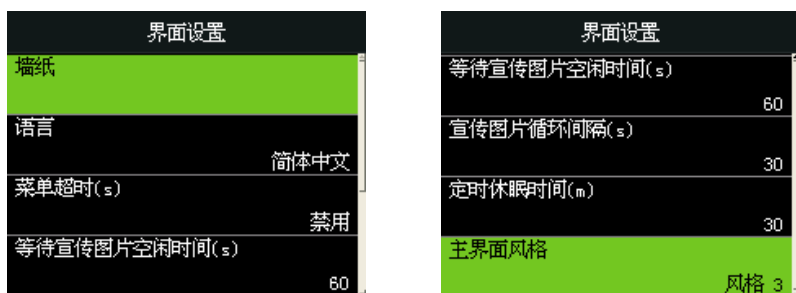 界面设置
墙纸
语言
简体中文
菜单超时(s)
禁用
等待宣传图片空闲时间(s)
60
界面设置
等待宣传图片空闲时间(s)
60
宣传图片循环间隔(s)
30
定时休眠时间(m)
30
主界面风格
风格 3